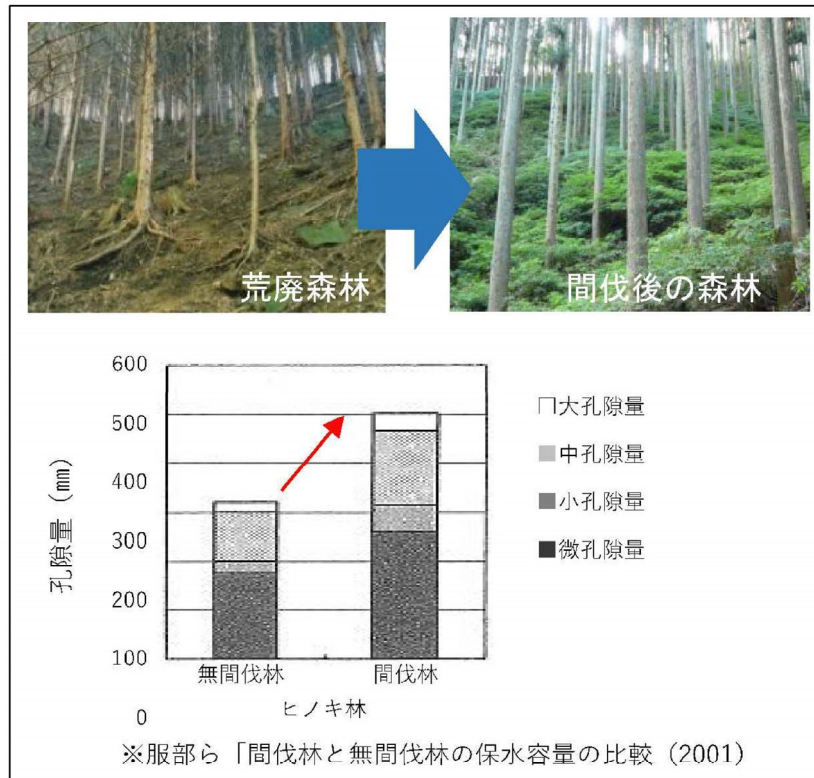 荒廃森林
間伐後の森林
600
500
400
300
200
100
0
孔隙量(㎜)
無間伐林
間伐林
ヒノキ林
□大孔隙量
■中孔隙量
■小孔隙量
■微孔隙量
※服部ら「間伐林と無間伐林の保水容量の比較(2001)